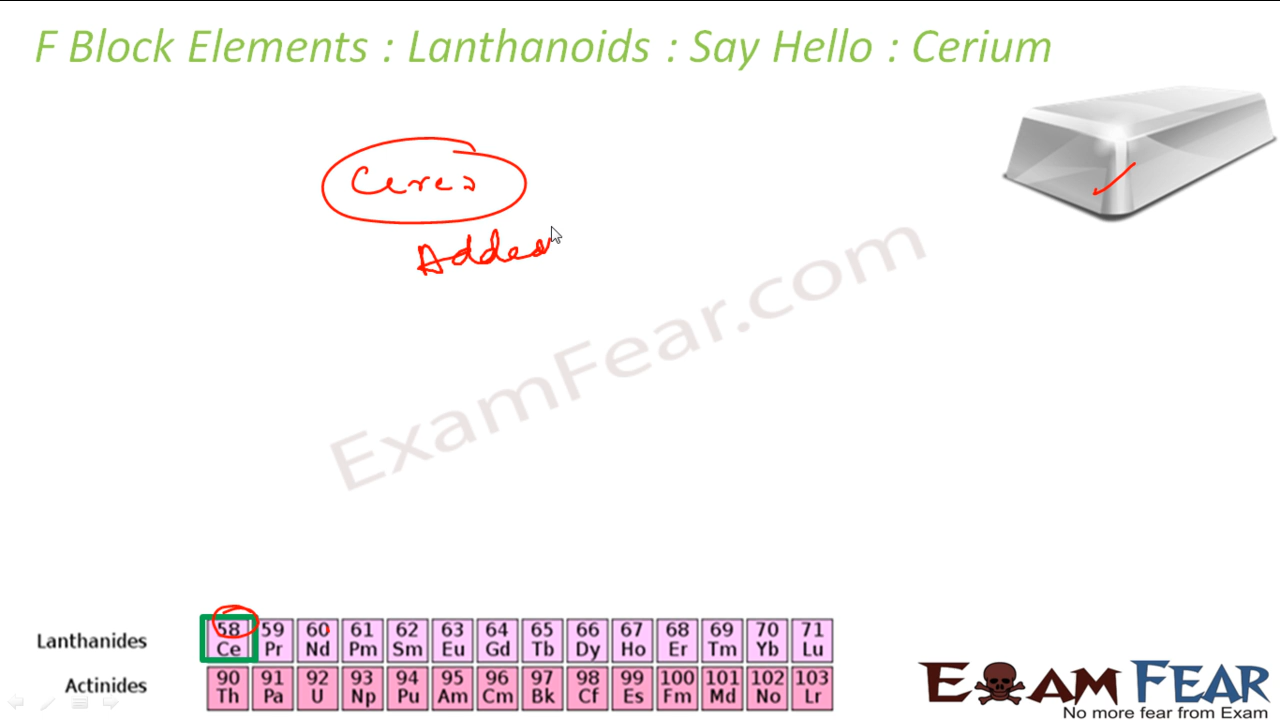 F Block Elements : Lanthanoids : Say Hello : Cerium
Ceres
ExamFear.com
Lanthanides 58 59 60 61 62 63 64 65 66 67 68 69 70 71
Ce Pr Nd Pm Sm Eu Gd Tb Dy Ho Er Tm Yb Lu
Actinides 90 91 92 93 94 95 96 97 98 99 100 101 102 103
Th Pa U Np Pu Am Cm Bk Cf Es Fm Md No Lr
EXAM FEAR
No more fear from Exam